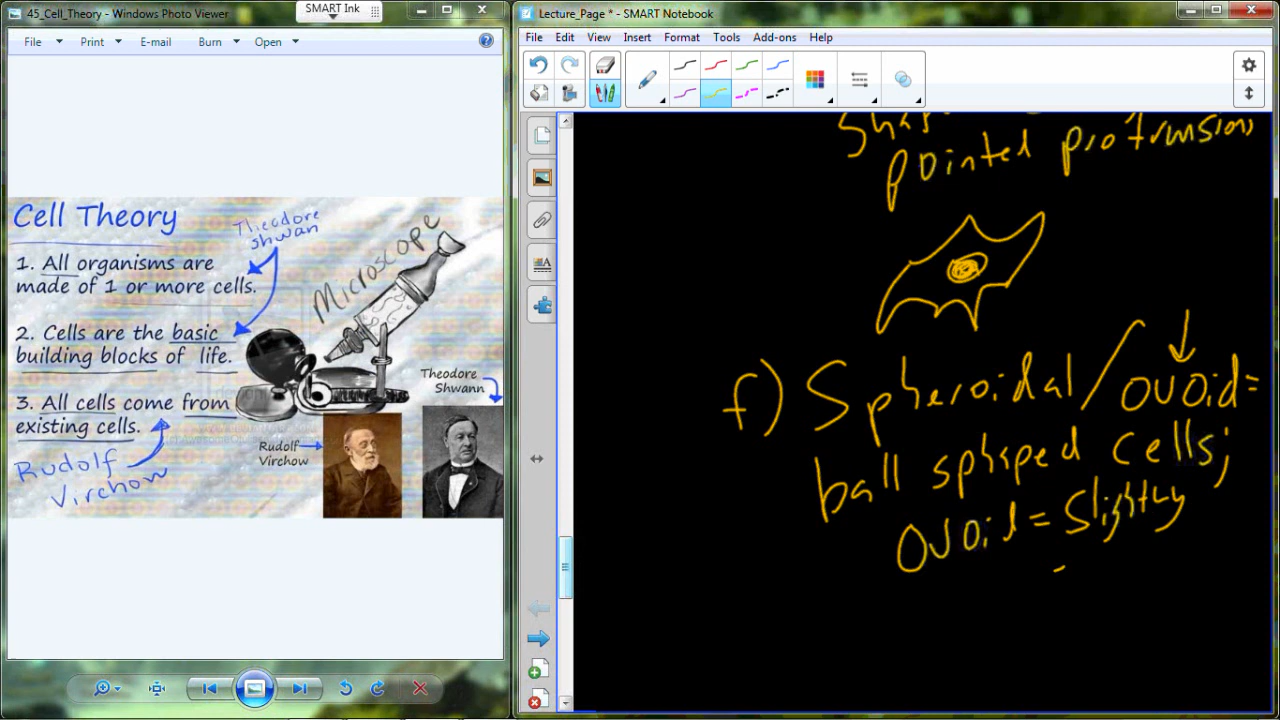 45_Cell_Theory - Windows Photo Viewer
SMART Ink
File Print E-mail Burn Open
Cell Theory
Theodore
shwan
1. All organisms are
made of 1 or more cells.
Microscope
2. Cells are the basic
building blocks of life.
3. All cells come from
existing cells.
Rudolf
Virchow
Theodore
Shwann
Rudolf
Virchow
Lecture_Page * - SMART Notebook
File Edit View Insert Format Tools Add-ons Help
pointed protrusions
f) Spheroidal / ovoid =
ball sphaped cells;
ovoid = slightly